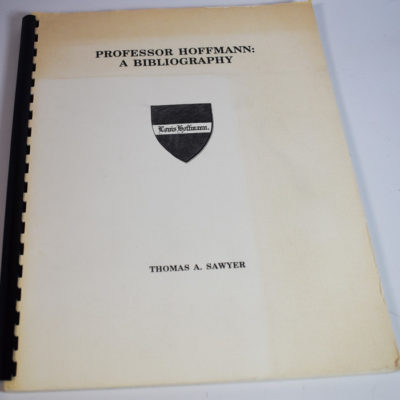 PROFESSOR HOFFMANN:
A BIBLIOGRAPHY
Louis Hoffmann.
THOMAS A. SAWYER